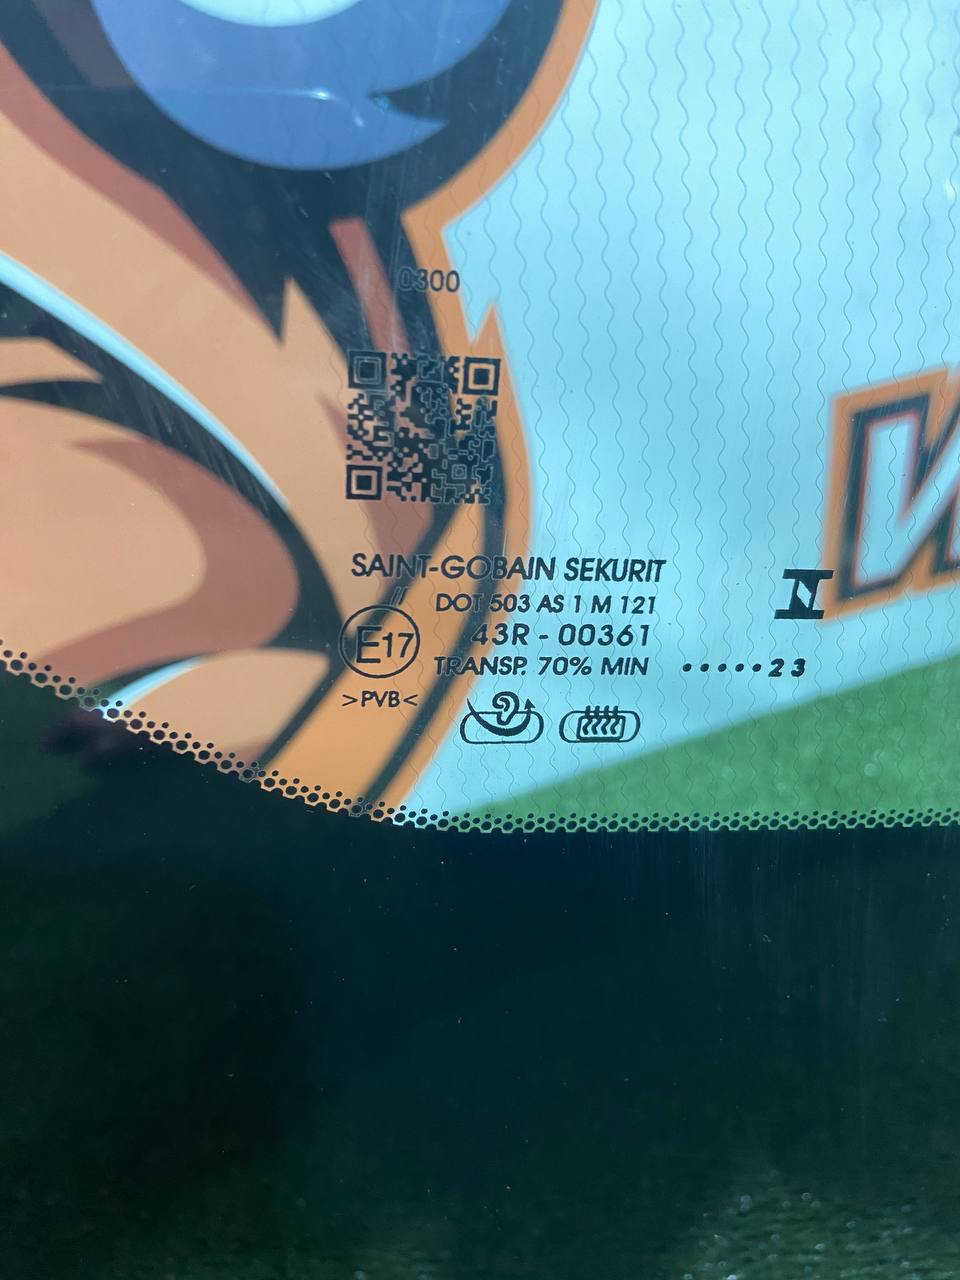 0300
SAINT-GOBAIN SEKURIT
DOT 503 AS 1 M 121
E17
43R - 00361
TRANSP. 70% MIN
•••••23
>PVB<